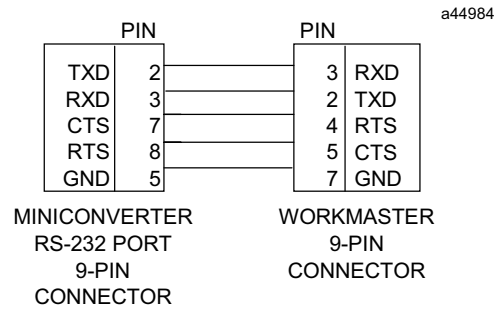 a44984
PIN PIN
TXD 2 3 RXD
RXD 3 2 TXD
CTS 7 4 RTS
RTS 8 5 CTS
GND 5 7 GND
MINICONVERTER WORKMASTER
RS-232 PORT 9-PIN
9-PIN CONNECTOR
CONNECTOR